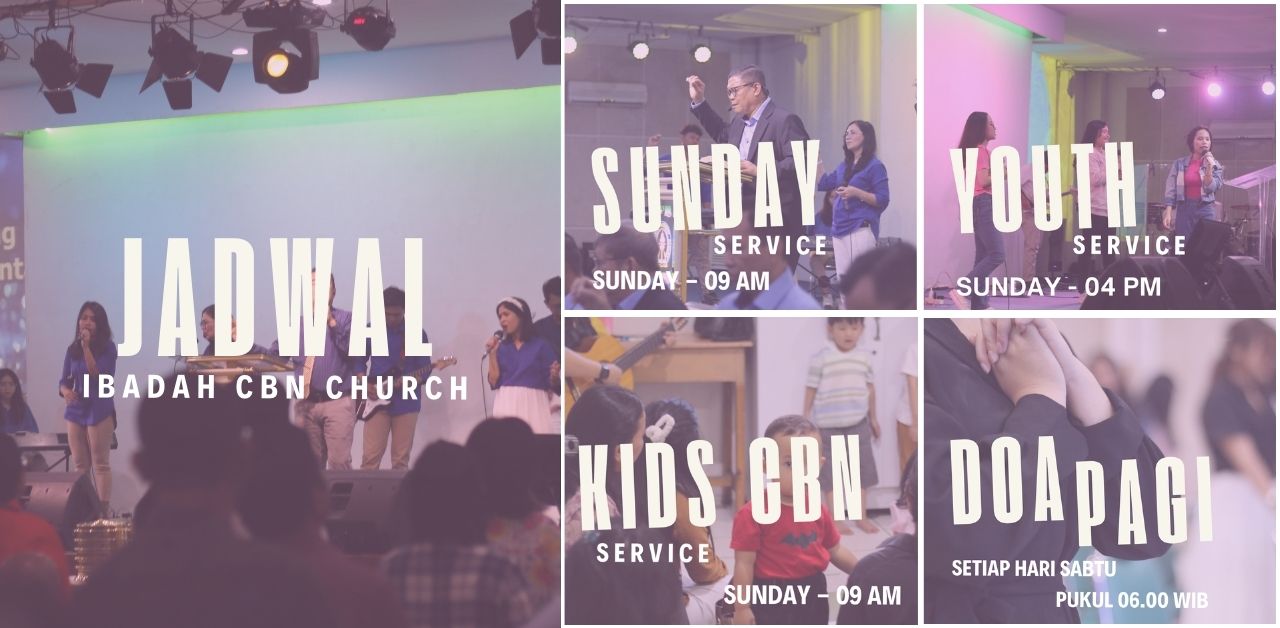 JADWAL
IBADAH CBN CHURCH
SUNDAY
SERVICE
SUNDAY – 09 AM
YOUTH
SERVICE
SUNDAY - 04 PM
KIDS CBN
SERVICE
SUNDAY – 09 AM
DOA PAGI
SETIAP HARI SABTU
PUKUL 06.00 WIB